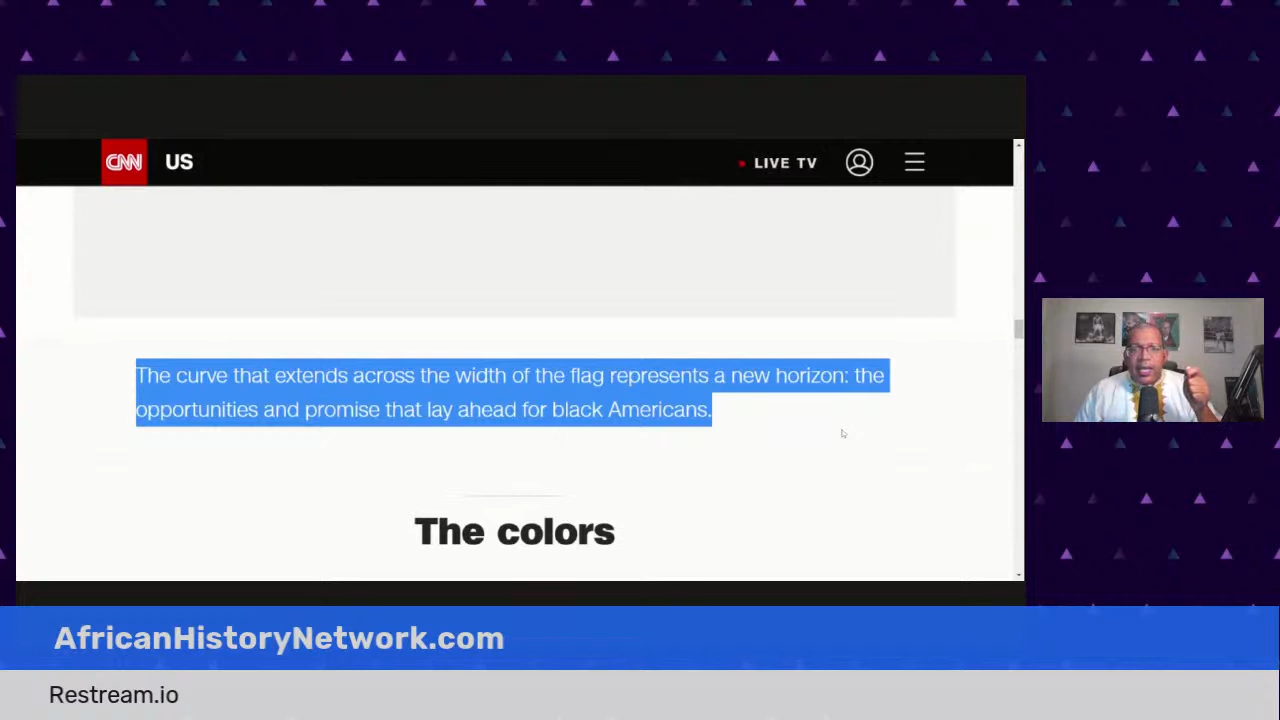 CNN US LIVE TV
The curve that extends across the width of the flag represents a new horizon: the
opportunities and promise that lay ahead for black Americans.
The colors
AfricanHistoryNetwork.com
Restream.io